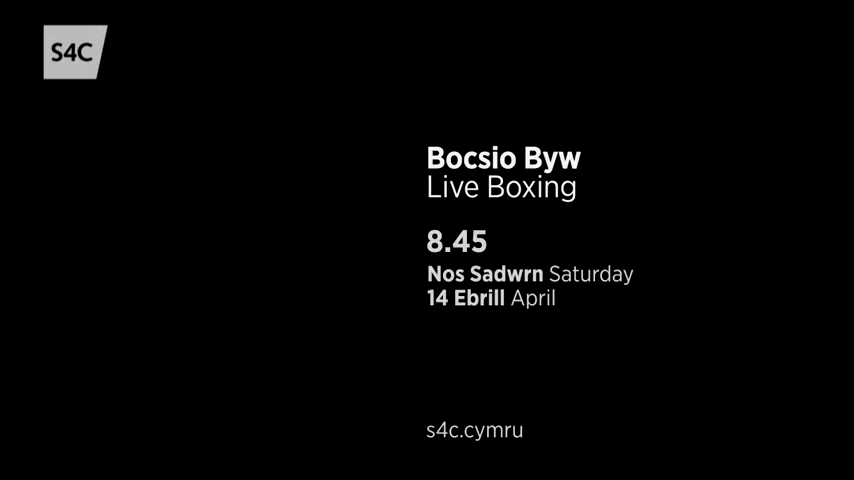 S4C
Bocsio Byw
Live Boxing
8.45
Nos Sadwrn Saturday
14 Ebrill April
s4c.cymru